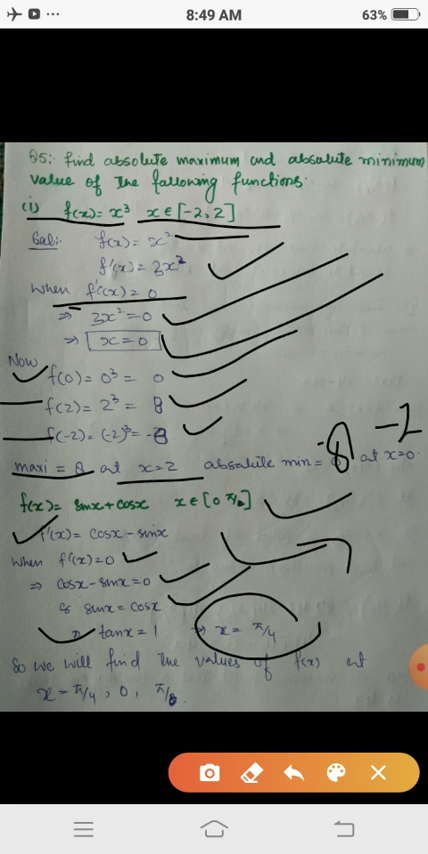 8:49 AM
63%
Q5: find absolute maximum and absolute minimum
value of the following functions.
(i) f(x)= x³ x∈[-2,2]
Sol: f(x)= x²
f'(x)= 3x²
When f'(x)=0
⇒ 3x²=0
⇒ x=0
Now
f(0)= 0³= 0
f(2)= 2³= 8
f(-2)= (-2)³= -8
maxi = 8 at x=2 absolute min = -8 at x=0. -2
f(x)= sinx+cosx x∈[0 π/2]
f'(x)= cosx-sinx
when f'(x)=0
⇒ cosx-sinx=0
or sinx=cosx
⇒ tanx=1 ⇒ x= π/4
So we will find the values of f(x) at
x=π/4, 0, π/2.